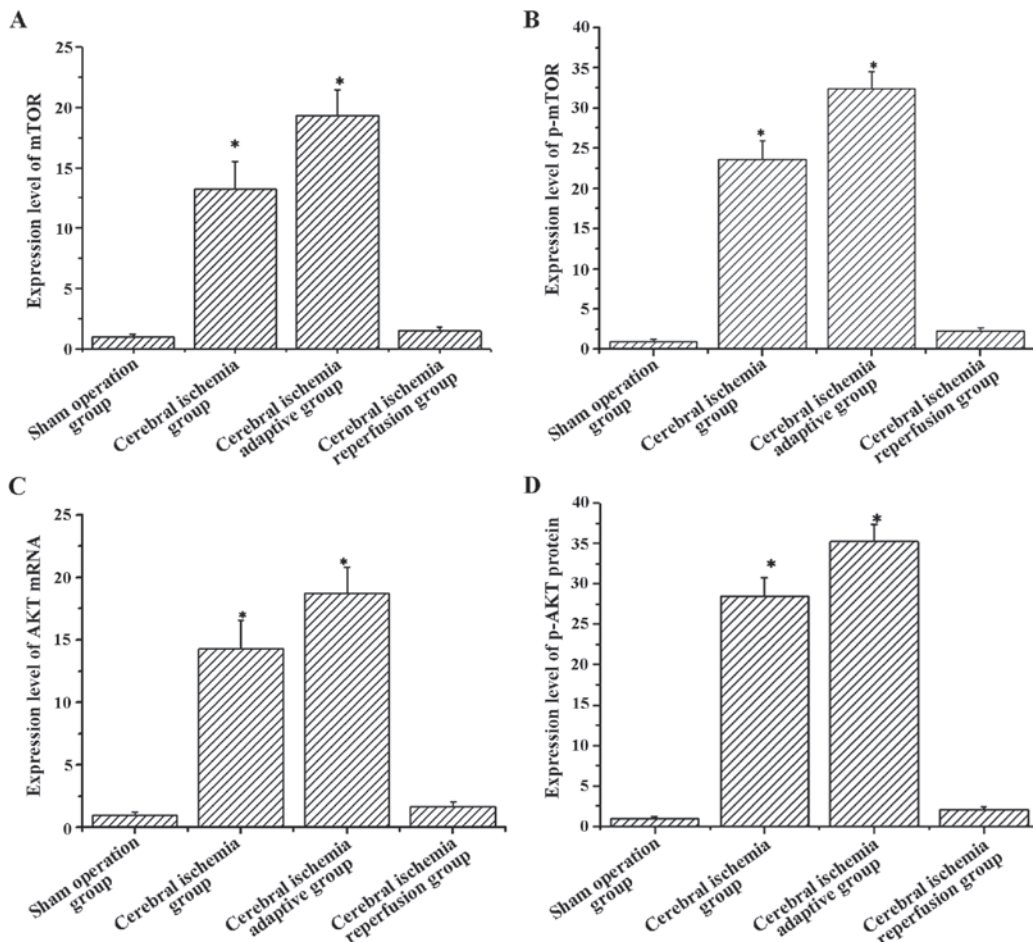 A
Expression level of mTOR
25
20
15
10
5
0
*
*
Sham operation
group
Cerebral ischemia
group
Cerebral ischemia
adaptive group
Cerebral ischemia
reperfusion group
B
Expression level of p-mTOR
40
35
30
25
20
15
10
5
0
*
*
Sham operation
group
Cerebral ischemia
group
Cerebral ischemia
adaptive group
Cerebral ischemia
reperfusion group
C
Expression level of AKT mRNA
25
20
15
10
5
0
*
*
Sham operation
group
Cerebral ischemia
group
Cerebral ischemia
adaptive group
Cerebral ischemia
reperfusion group
D
Expression level of p-AKT protein
40
35
30
25
20
15
10
5
0
*
*
Sham operation
group
Cerebral ischemia
group
Cerebral ischemia
adaptive group
Cerebral ischemia
reperfusion group